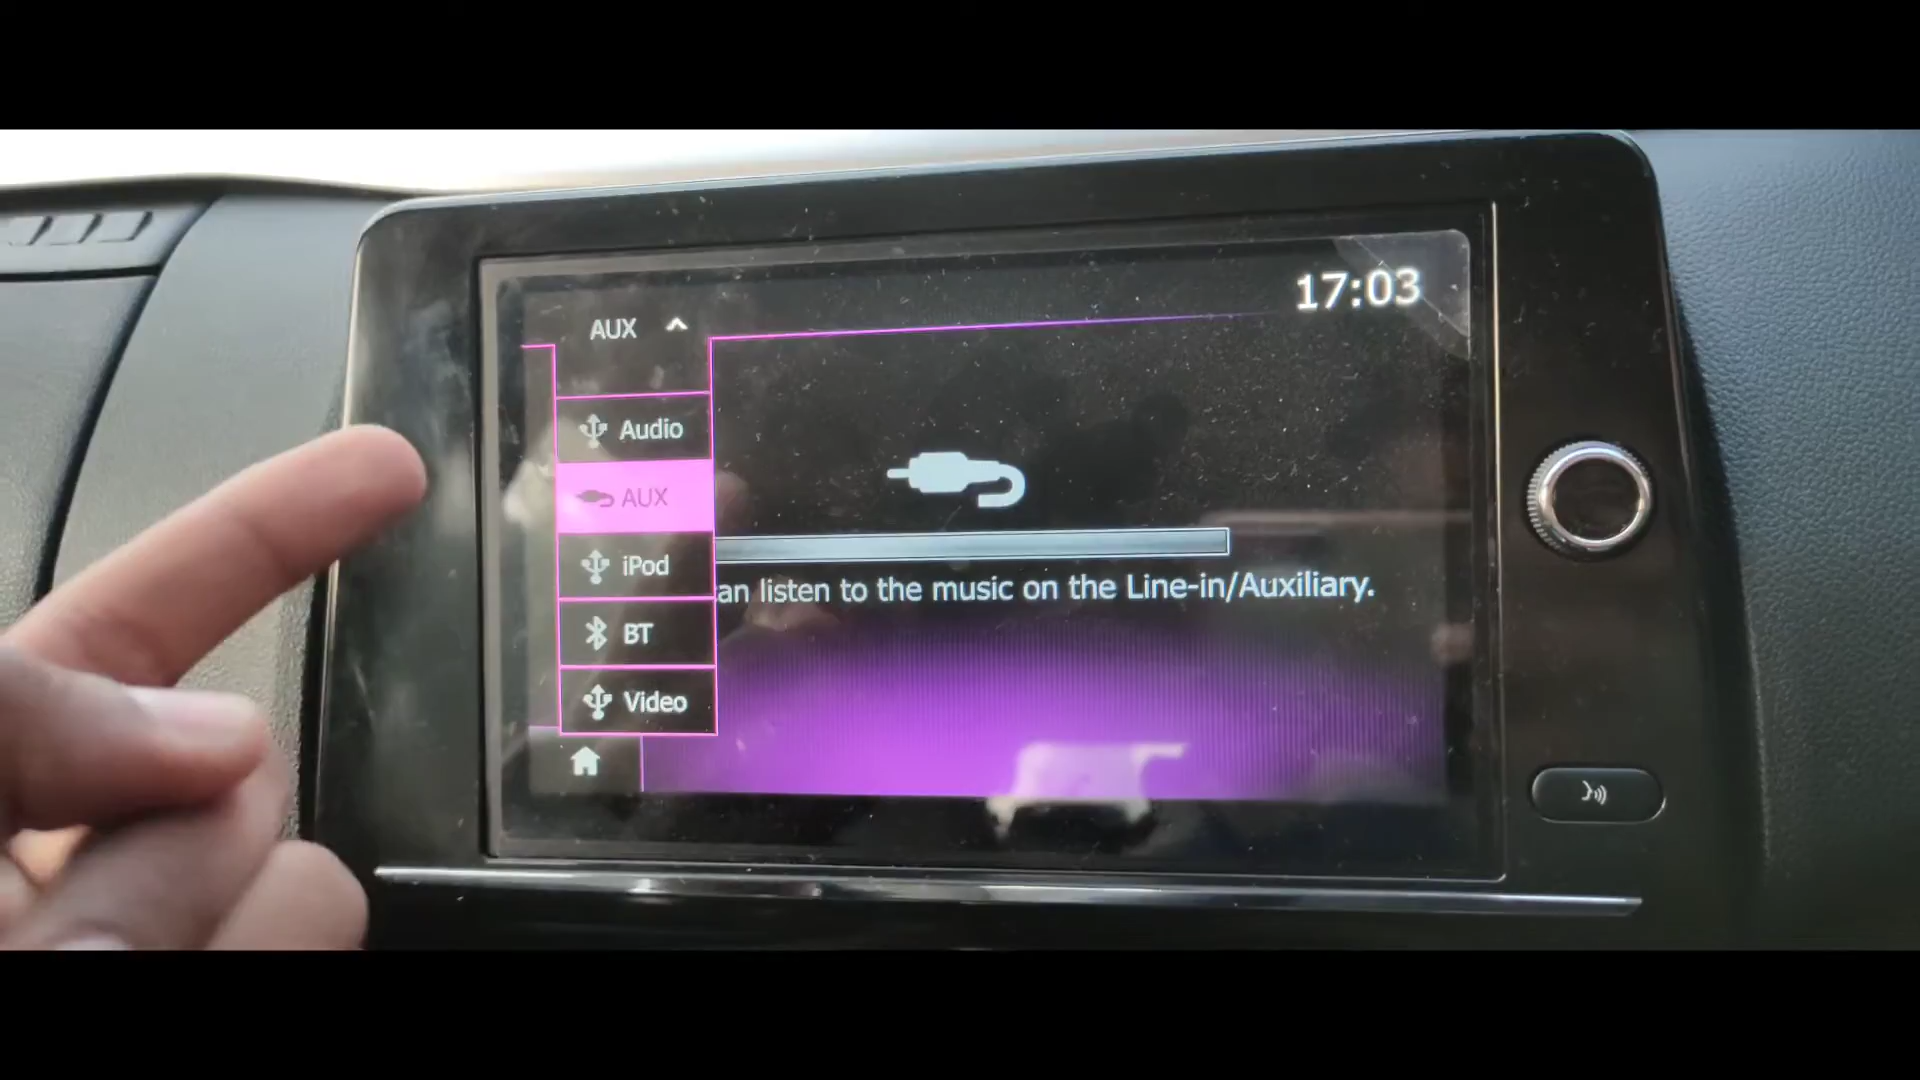 17:03
AUX
Audio
AUX
iPod
BT
Video
an listen to the music on the Line-in/Auxiliary.